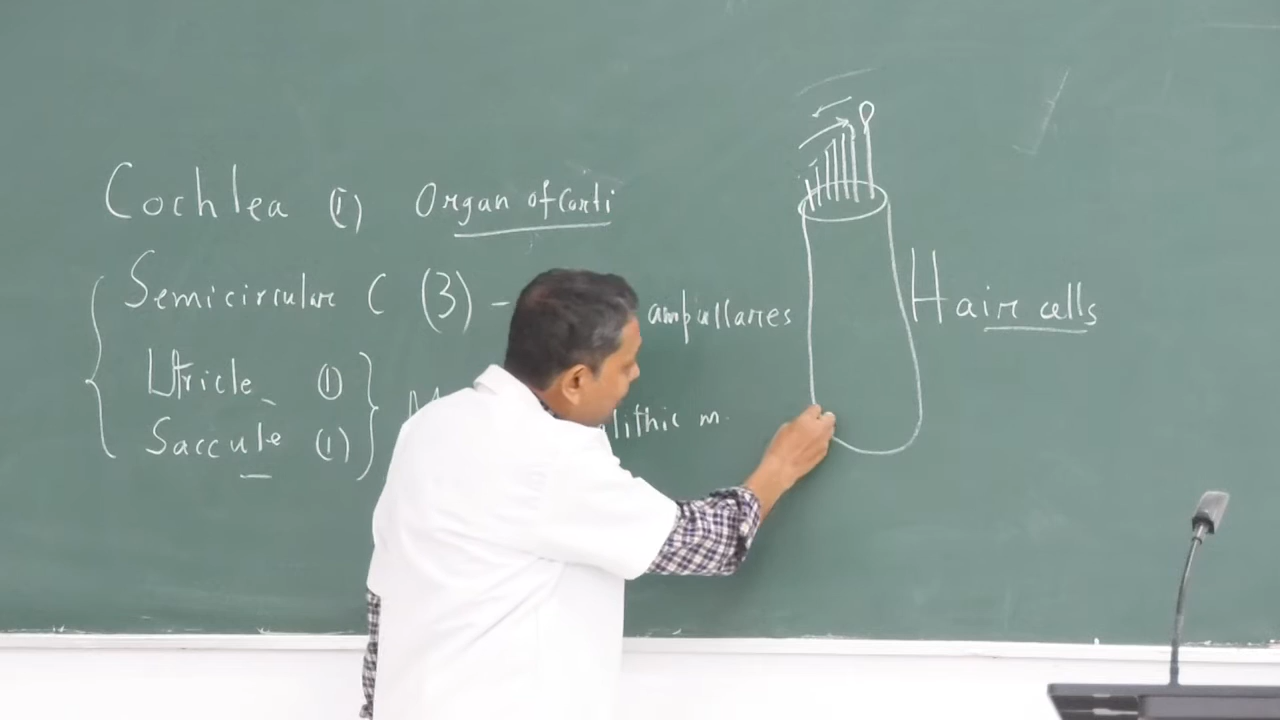 Cochlea (1) Organ of Corti
Semicircular C (3) - ampullares
Utricle (1)
Saccule (1) lithic m.
Hair cells